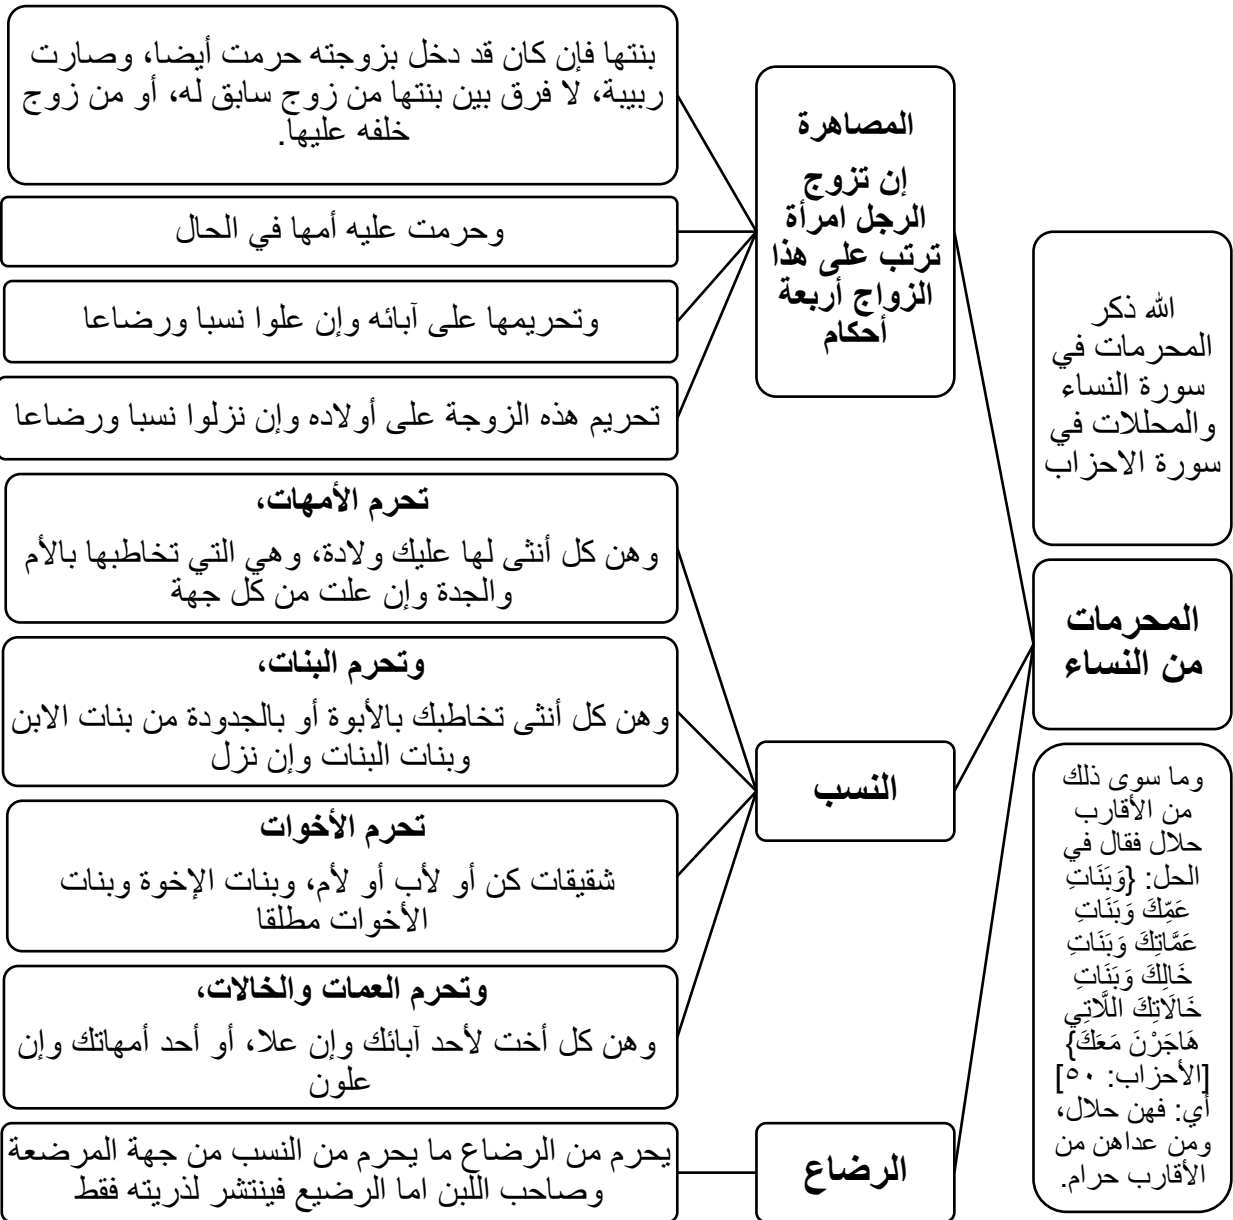 الله ذكر
المحرمات في
سورة النساء
والمحللات في
سورة الاحزاب
المحرمات
من النساء
وما سوى ذلك
من الأقارب
حلال فقال في
الحل: {وَبَنَاتِ
عَمِّكَ وَبَنَاتِ
عَمَّاتِكَ وَبَنَاتِ
خَالِكَ وَبَنَاتِ
خَالَاتِكَ اللَّاتِي
هَاجَرْنَ مَعَكَ}
[الأحزاب: ٥٠]
أي: فهن حلال،
ومن عداهن من
الأقارب حرام.
المصاهرة
إن تزوج
الرجل امرأة
ترتب على هذا
الزواج أربعة
أحكام
بنتها فإن كان قد دخل بزوجته حرمت أيضا، وصارت
ربيبة، لا فرق بين بنتها من زوج سابق له، أو من زوج
خلفه عليها.
وحرمت عليه أمها في الحال
وتحريمها على آبائه وإن علوا نسبا ورضاعا
تحريم هذه الزوجة على أولاده وإن نزلوا نسبا ورضاعا
النسب
تحرم الأمهات،
وهن كل أنثى لها عليك ولادة، وهي التي تخاطبها بالأم
والجدة وإن علت من كل جهة
وتحرم البنات،
وهن كل أنثى تخاطبك بالأبوة أو بالجدودة من بنات الابن
وبنات البنات وإن نزل
تحرم الأخوات
شقيقات كن أو لأب أو لأم، وبنات الإخوة وبنات
الأخوات مطلقا
وتحرم العمات والخالات،
وهن كل أخت لأحد آبائك وإن علا، أو أحد أمهاتك وإن
علون
الرضاع
يحرم من الرضاع ما يحرم من النسب من جهة المرضعة
وصاحب اللبن اما الرضيع فينتشر لذريته فقط